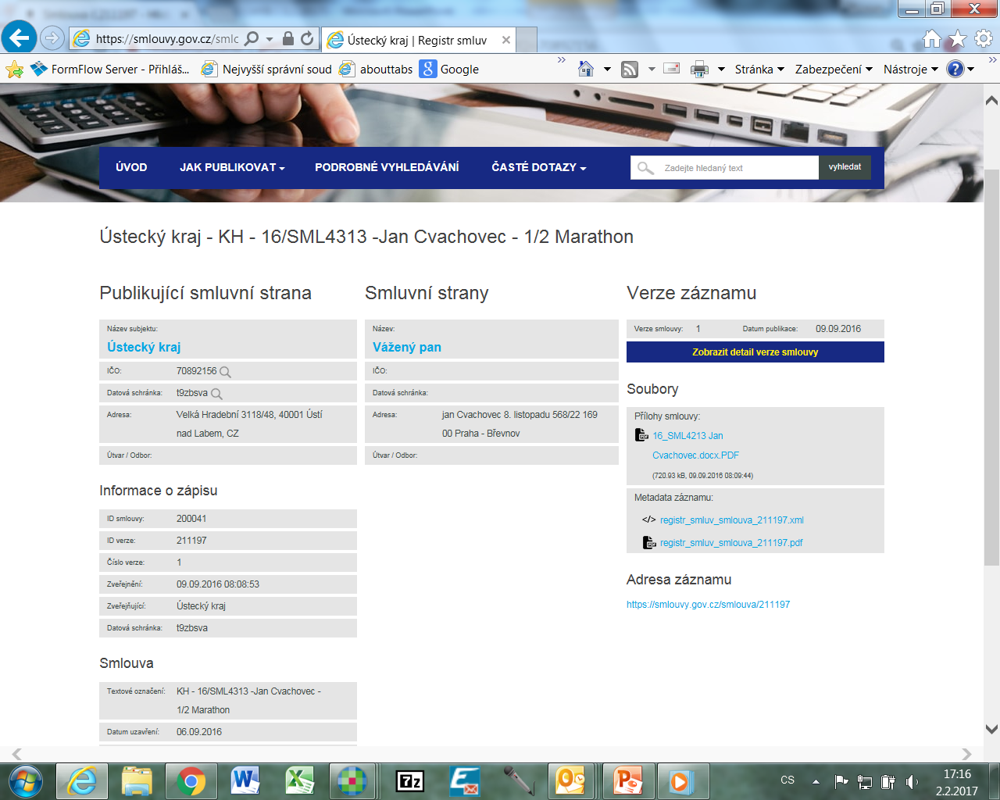 https://smlouvy.gov.cz/smlc
Ústecký kraj | Registr smluv
FormFlow Server - Přihláš...
Nejvyšší správní soud
abouttabs
Google
Stránka
Zabezpečení
Nástroje
ÚVOD
JAK PUBLIKOVAT
PODROBNÉ VYHLEDÁVÁNÍ
ČASTÉ DOTAZY
Zadejte hledaný text
vyhledat
Ústecký kraj - KH - 16/SML4313 -Jan Cvachovec - 1/2 Marathon
Publikující smluvní strana
Název subjektu:
Ústecký kraj
IČO: 70892156
Datová schránka: t9zbsva
Adresa: Velká Hradební 3118/48, 40001 Ústí
nad Labem, CZ
Útvar / Odbor:
Informace o zápisu
ID smlouvy: 200041
ID verze: 211197
Číslo verze: 1
Zveřejnění: 09.09.2016 08:08:53
Zveřejňující: Ústecký kraj
Datová schránka: t9zbsva
Smlouva
Textové označení: KH - 16/SML4313 -Jan Cvachovec -
1/2 Marathon
Datum uzavření: 06.09.2016
Smluvní strany
Název:
Vážený pan
IČO:
Datová schránka:
Adresa: jan Cvachovec 8. listopadu 568/22 169
00 Praha - Břevnov
Útvar / Odbor:
Verze záznamu
Verze smlouvy: 1 Datum publikace: 09.09.2016
Zobrazit detail verze smlouvy
Soubory
Přílohy smlouvy:
16_SML4213 Jan
Cvachovec.docx.PDF
(720.93 kB, 09.09.2016 08:09:44)
Metadata záznamu:
</> registr_smluv_smlouva_211197.xml
registr_smluv_smlouva_211197.pdf
Adresa záznamu
https://smlouvy.gov.cz/smlouva/211197
7z
CS
17:16
2.2.2017